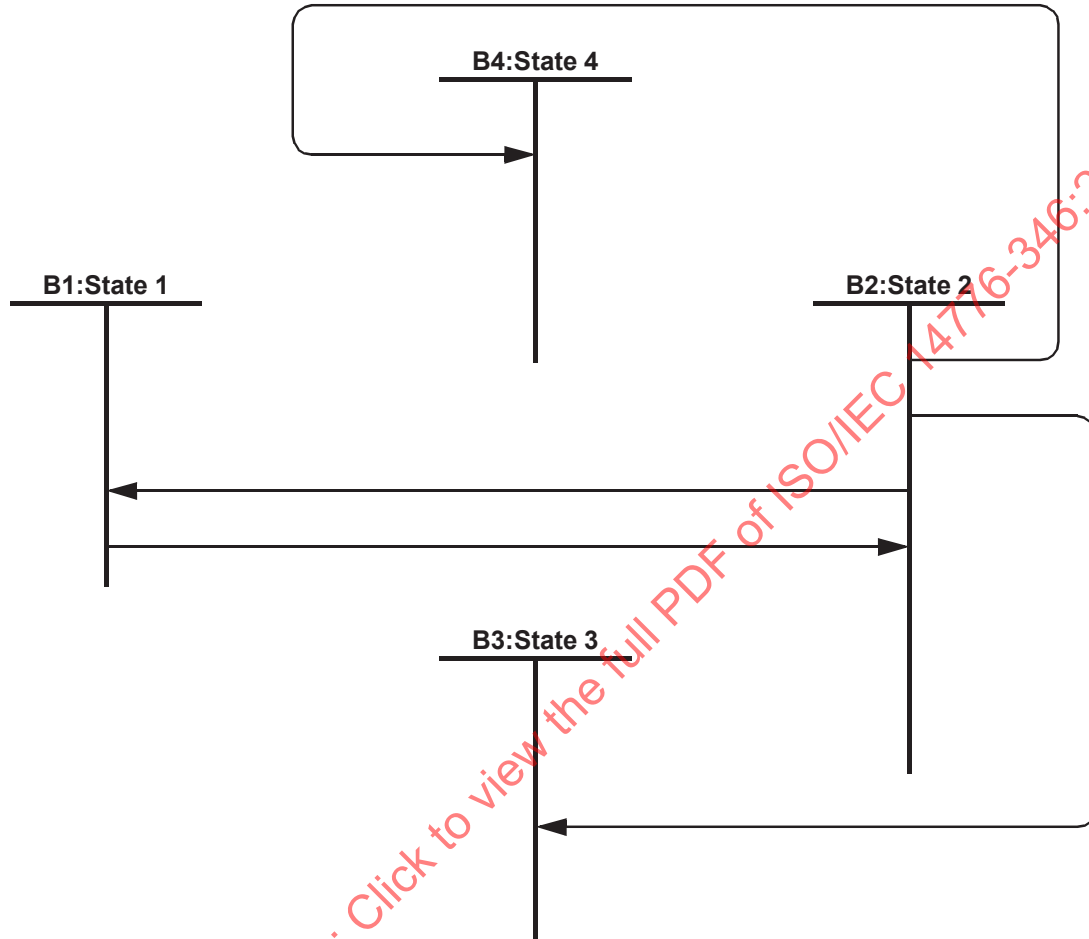 B4:State 4
B1:State 1
B2:State 2
B3:State 3
: Click to view the full PDF of ISO/IEC 14776-346:2